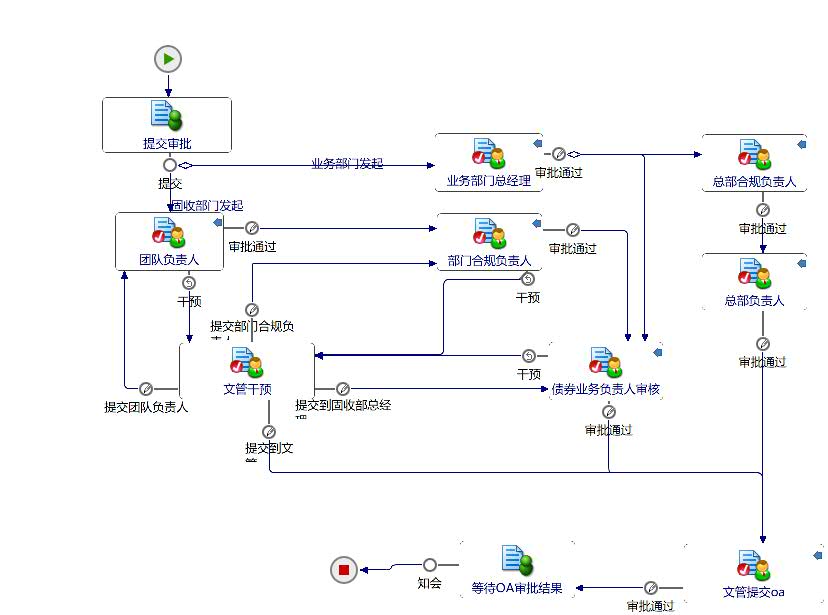 提交审批
提交
业务部门发起
业务部门总经理
审批通过
总部合规负责人
审批通过
固收部门发起
团队负责人
审批通过
部门合规负责人
审批通过
总部负责人
审批通过
干预
干预
提交部门合规负
文管干预
干预
债券业务负责人审核
提交团队负责人
提交到固收部总经
理
审批通过
提交到文
等待OA审批结果
知会
文管提交oa
审批通过